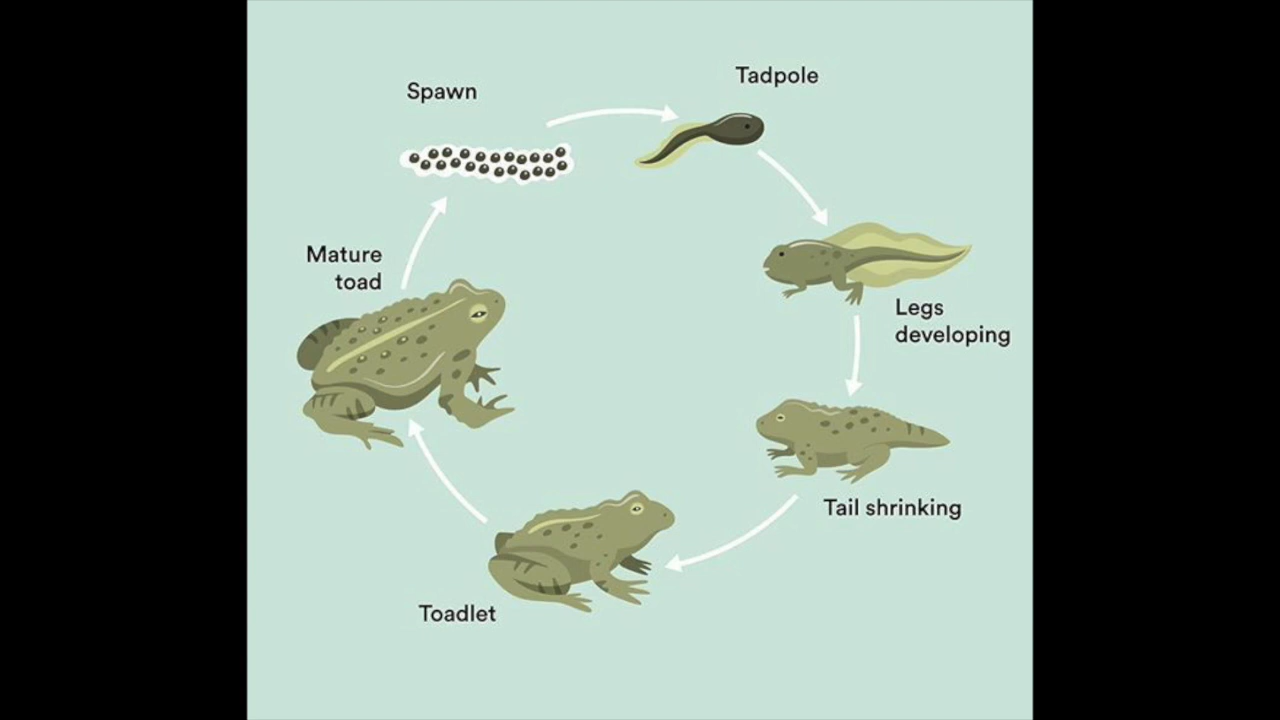 Spawn
Tadpole
Mature
toad
Legs
developing
Tail shrinking
Toadlet